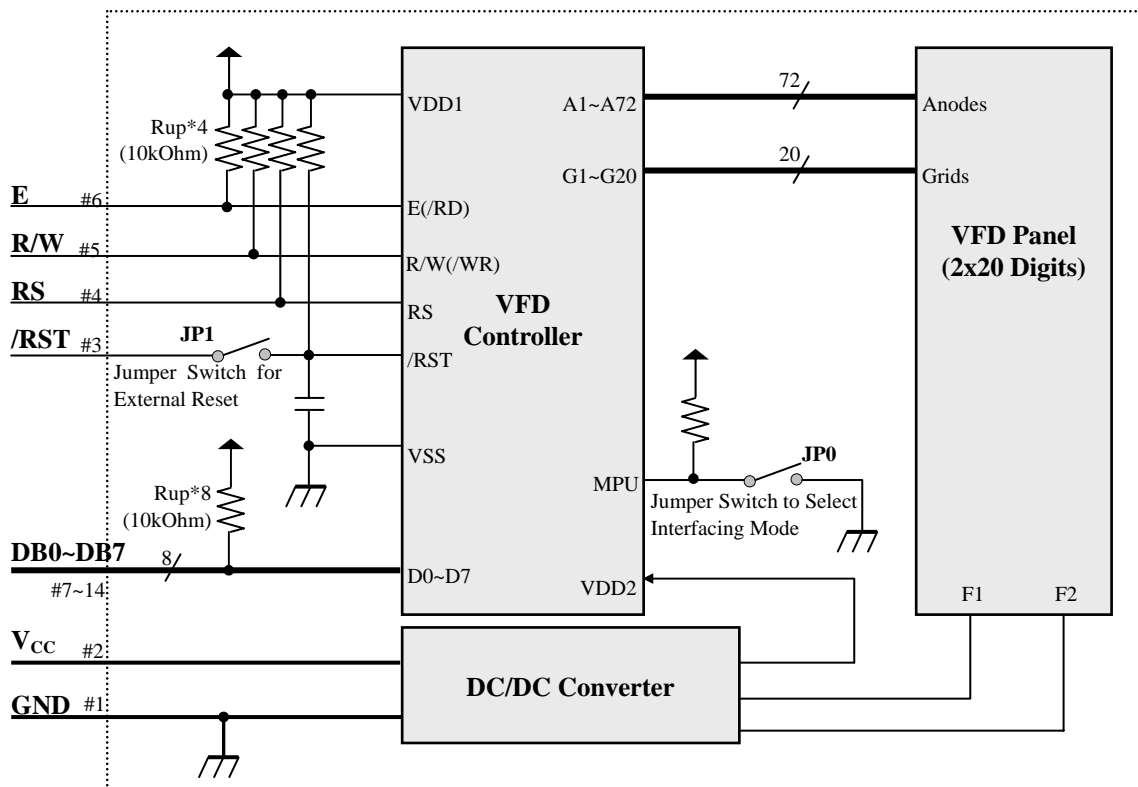 Rup*4
(10kOhm)
E #6
R/W #5
RS #4
/RST #3
JP1
Jumper Switch for
External Reset
Rup*8
(10kOhm)
DB0~DB7
#7~14
8
VCC #2
GND #1
VDD1
E(/RD)
R/W(/WR)
RS
/RST
VSS
D0~D7
VFD
Controller
A1~A72
G1~G20
MPU
VDD2
72
20
JP0
Jumper Switch to Select
Interfacing Mode
Anodes
Grids
VFD Panel
(2x20 Digits)
F1 F2
DC/DC Converter